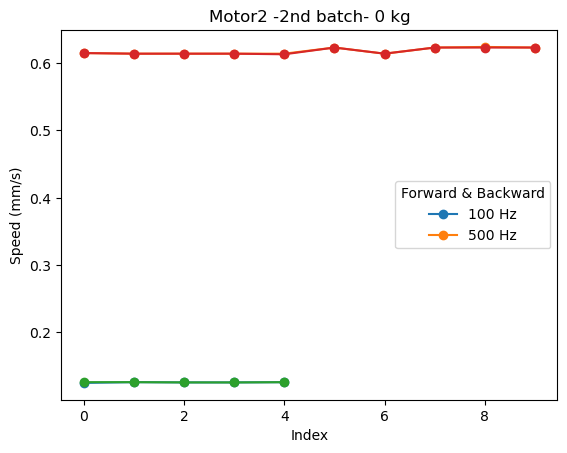 Motor2 -2nd batch- 0 kg
0.6
0.5
0.4
0.3
0.2
Speed (mm/s)
Forward & Backward
100 Hz
500 Hz
0 2 4 6 8
Index